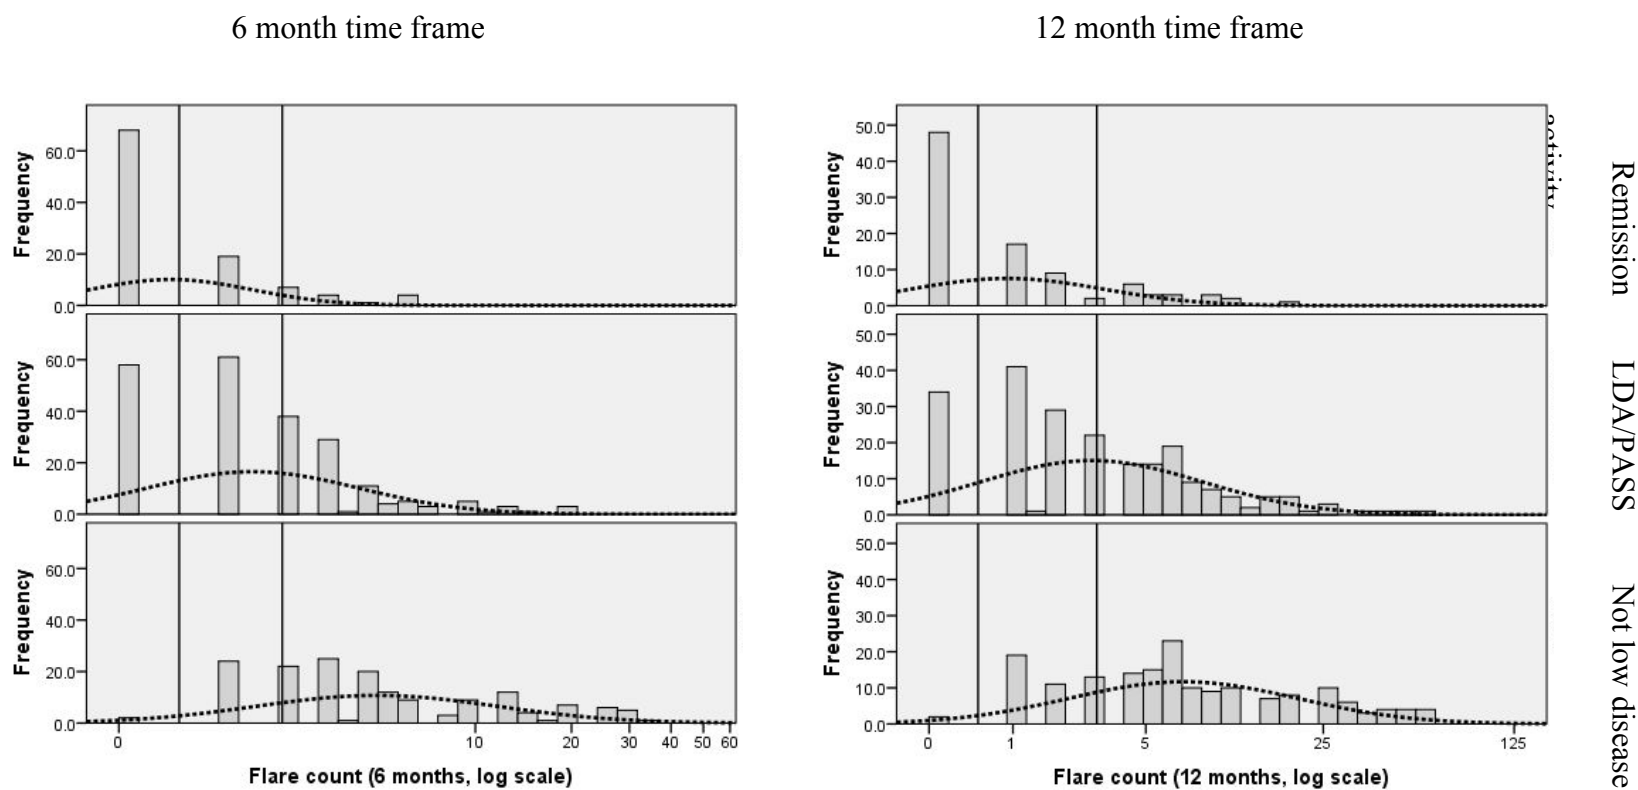 6 month time frame
12 month time frame
Frequency
60.0
40.0
20.0
0.0
Frequency
50.0
40.0
30.0
20.0
10.0
0.0
activity
Remission
Frequency
60.0
40.0
20.0
0.0
Frequency
50.0
40.0
30.0
20.0
10.0
0.0
LDA/PASS
Frequency
60.0
40.0
20.0
0.0
Frequency
50.0
40.0
30.0
20.0
10.0
0.0
Not low disease
0 10 20 30 40 50 60
0 1 5 25 125
Flare count (6 months, log scale)
Flare count (12 months, log scale)